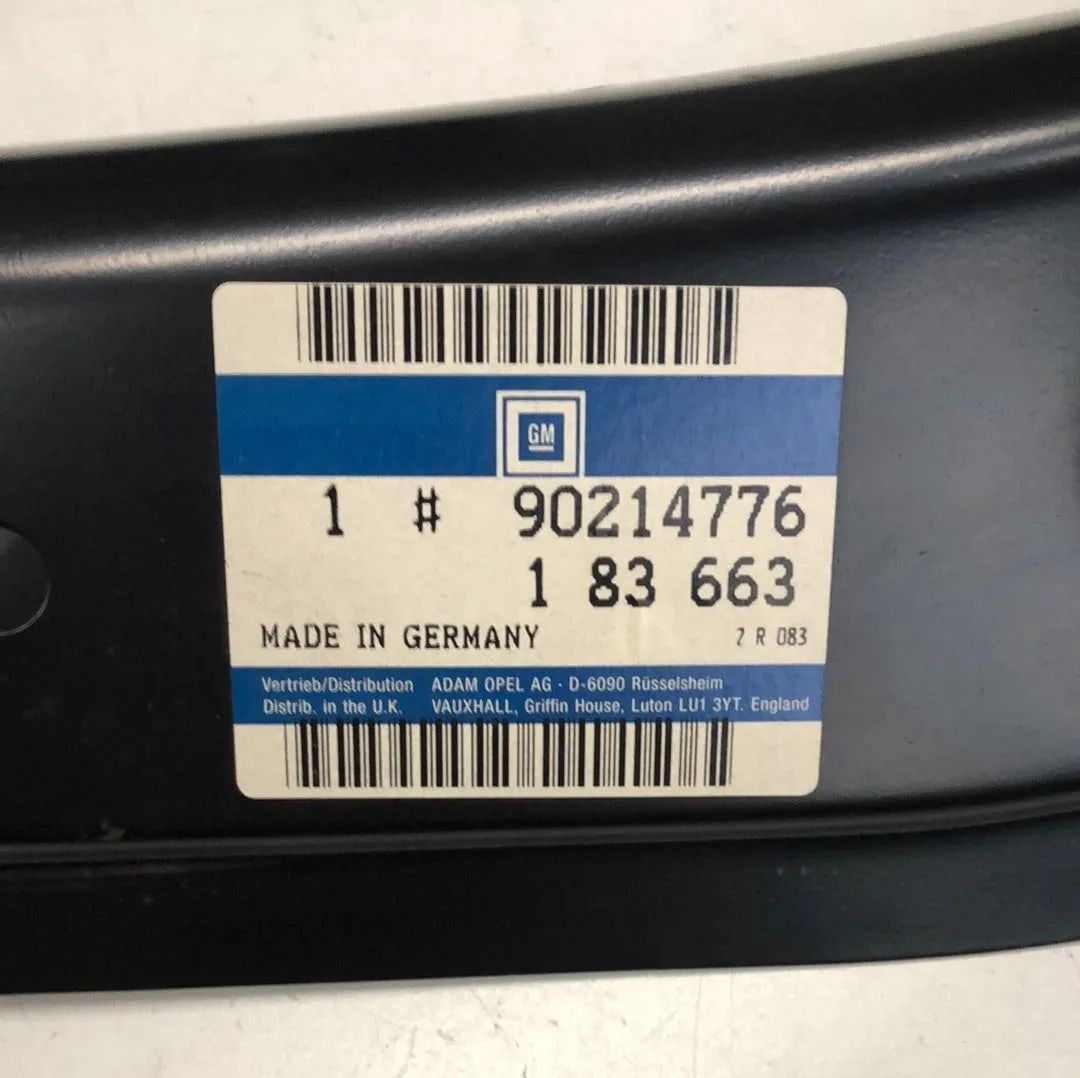 GM
1 # 90214776
1 83 663
MADE IN GERMANY 2 R 083
Vertrieb/Distribution ADAM OPEL AG · D-6090 Rüsselsheim
Distrib. in the U.K. VAUXHALL, Griffin House, Luton LU1 3YT. England